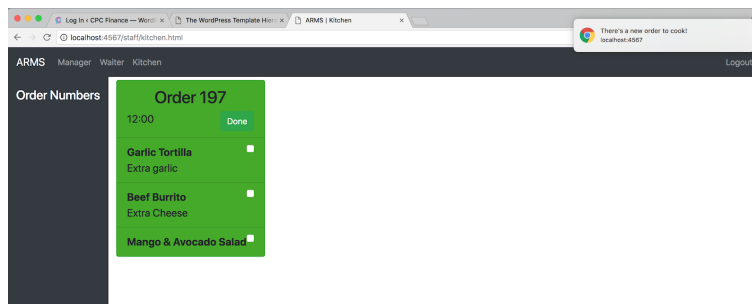 Log In ‹ CPC Finance — Word
The WordPress Template Hiera
ARMS | Kitchen
There's a new order to cook!
localhost:4567
localhost:4567/staff/kitchen.html
ARMS Manager Waiter Kitchen Logout
Order Numbers
Order 197
12:00
Done
Garlic Tortilla
Extra garlic
Beef Burrito
Extra Cheese
Mango & Avocado Salad